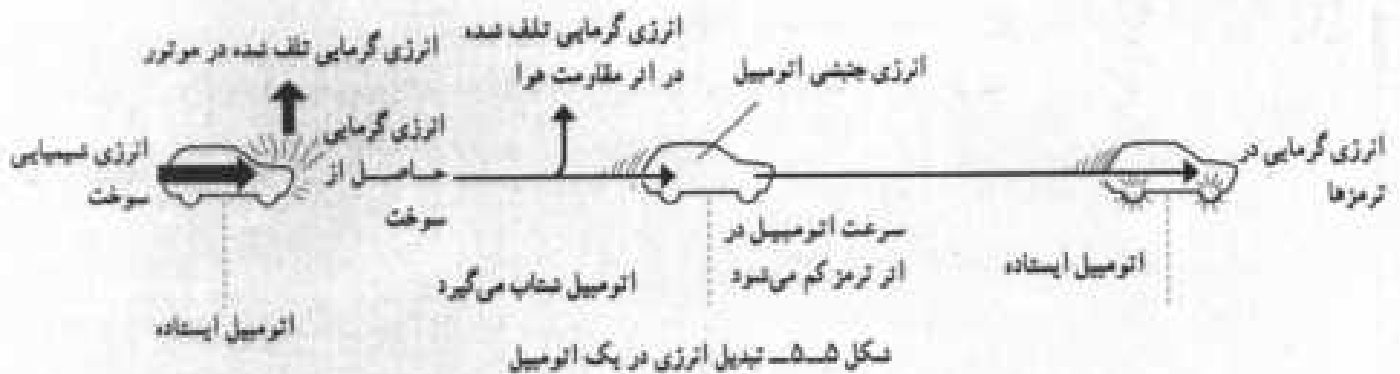 انرژی گرمایی تلف شده در موتور
انرژی گرمایی تلف شده
در اثر مقاومت هوا
انرژی جنبشی اتومبیل
انرژی شیمیایی
سوخت
انرژی گرمایی
حاصل از
سوخت
انرژی گرمایی در
ترمزها
اتومبیل ایستاده
اتومبیل شتاب می‌گیرد
سرعت اتومبیل در
اثر ترمز کم می‌شود
اتومبیل ایستاده
شکل ۵ــ۵ــ تبدیل انرژی در یک اتومبیل